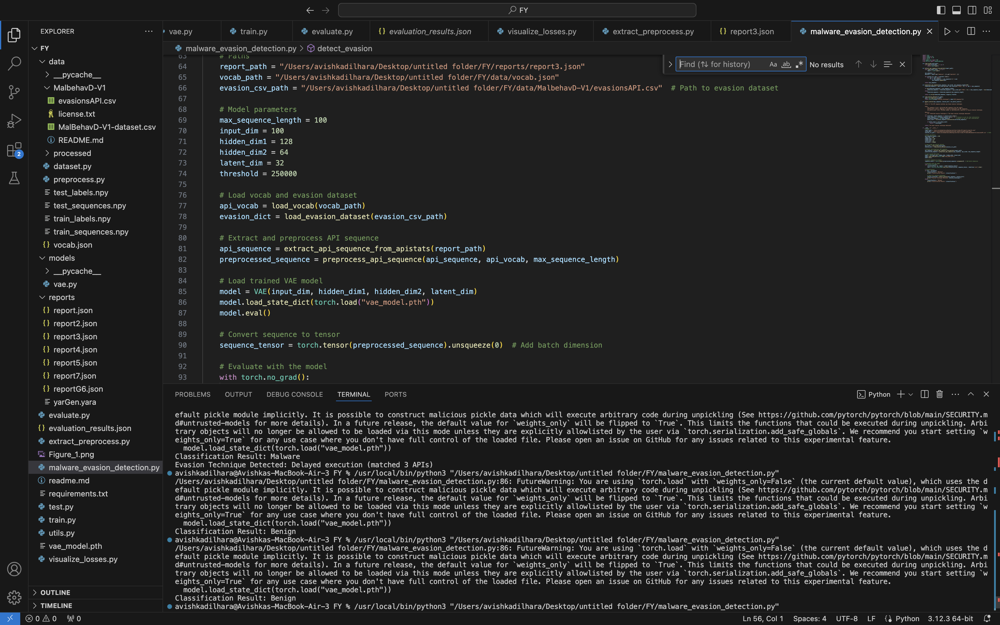 FY
EXPLORER
FY
data
__pycache__
MalbehavD-V1
evasionsAPI.csv
license.txt
MalBehavD-V1-dataset.csv
README.md
processed
dataset.py
preprocess.py
test_labels.npy
test_sequences.npy
train_labels.npy
train_sequences.npy
vocab.json
models
__pycache__
vae.py
reports
report.json
report2.json
report3.json
report4.json
report5.json
report7.json
reportG6.json
yarGen.yara
evaluate.py
evaluation_results.json
extract_preprocess.py
Figure_1.png
malware_evasion_detection.py
readme.md
requirements.txt
test.py
train.py
utils.py
vae_model.pth
visualize_losses.py
OUTLINE
TIMELINE
2
vae.py train.py evaluate.py evaluation_results.json visualize_losses.py extract_preprocess.py report3.json malware_evasion_detection.py
malware_evasion_detection.py > detect_evasion
Find (⇅ for history) Aa ab .* No results
63 # Paths
64 report_path = "/Users/avishkadilhara/Desktop/untitled folder/FY/reports/report3.json"
65 vocab_path = "/Users/avishkadilhara/Desktop/untitled folder/FY/data/vocab.json"
66 evasion_csv_path = "/Users/avishkadilhara/Desktop/untitled folder/FY/data/MalbehavD-V1/evasionsAPI.csv"  # Path to evasion dataset
67
68 # Model parameters
69 max_sequence_length = 100
70 input_dim = 100
71 hidden_dim1 = 128
72 hidden_dim2 = 64
73 latent_dim = 32
74 threshold = 250000
75
76 # Load vocab and evasion dataset
77 api_vocab = load_vocab(vocab_path)
78 evasion_dict = load_evasion_dataset(evasion_csv_path)
79
80 # Extract and preprocess API sequence
81 api_sequence = extract_api_sequence_from_apistats(report_path)
82 preprocessed_sequence = preprocess_api_sequence(api_sequence, api_vocab, max_sequence_length)
83
84 # Load trained VAE model
85 model = VAE(input_dim, hidden_dim1, hidden_dim2, latent_dim)
86 model.load_state_dict(torch.load("vae_model.pth"))
87 model.eval()
88
89 # Convert sequence to tensor
90 sequence_tensor = torch.tensor(preprocessed_sequence).unsqueeze(0)  # Add batch dimension
91
92 # Evaluate with the model
93 with torch.no_grad():
PROBLEMS OUTPUT DEBUG CONSOLE TERMINAL PORTS Python
efault pickle module implicitly. It is possible to construct malicious pickle data which will execute arbitrary code during unpickling (See https://github.com/pytorch/pytorch/blob/main/SECURITY.m
d#untrusted-models for more details). In a future release, the default value for `weights_only` will be flipped to `True`. This limits the functions that could be executed during unpickling. Arbi
trary objects will no longer be allowed to be loaded via this mode unless they are explicitly allowlisted by the user via `torch.serialization.add_safe_globals`. We recommend you start setting `w
eights_only=True` for any use case where you don't have full control of the loaded file. Please open an issue on GitHub for any issues related to this experimental feature.
model.load_state_dict(torch.load("vae_model.pth"))
Classification Result: Malware
Evasion Technique Detected: Delayed execution (matched 3 APIs)
avishkadilhara@Avishkas-MacBook-Air-3 FY % /usr/local/bin/python3 "/Users/avishkadilhara/Desktop/untitled folder/FY/malware_evasion_detection.py"
/Users/avishkadilhara/Desktop/untitled folder/FY/malware_evasion_detection.py:86: FutureWarning: You are using `torch.load` with `weights_only=False` (the current default value), which uses the d
efault pickle module implicitly. It is possible to construct malicious pickle data which will execute arbitrary code during unpickling (See https://github.com/pytorch/pytorch/blob/main/SECURITY.m
d#untrusted-models for more details). In a future release, the default value for `weights_only` will be flipped to `True`. This limits the functions that could be executed during unpickling. Arbi
trary objects will no longer be allowed to be loaded via this mode unless they are explicitly allowlisted by the user via `torch.serialization.add_safe_globals`. We recommend you start setting `w
eights_only=True` for any use case where you don't have full control of the loaded file. Please open an issue on GitHub for any issues related to this experimental feature.
model.load_state_dict(torch.load("vae_model.pth"))
Classification Result: Benign
avishkadilhara@Avishkas-MacBook-Air-3 FY % /usr/local/bin/python3 "/Users/avishkadilhara/Desktop/untitled folder/FY/malware_evasion_detection.py"
/Users/avishkadilhara/Desktop/untitled folder/FY/malware_evasion_detection.py:86: FutureWarning: You are using `torch.load` with `weights_only=False` (the current default value), which uses the d
efault pickle module implicitly. It is possible to construct malicious pickle data which will execute arbitrary code during unpickling (See https://github.com/pytorch/pytorch/blob/main/SECURITY.m
d#untrusted-models for more details). In a future release, the default value for `weights_only` will be flipped to `True`. This limits the functions that could be executed during unpickling. Arbi
trary objects will no longer be allowed to be loaded via this mode unless they are explicitly allowlisted by the user via `torch.serialization.add_safe_globals`. We recommend you start setting `w
eights_only=True` for any use case where you don't have full control of the loaded file. Please open an issue on GitHub for any issues related to this experimental feature.
model.load_state_dict(torch.load("vae_model.pth"))
Classification Result: Benign
avishkadilhara@Avishkas-MacBook-Air-3 FY % /usr/local/bin/python3 "/Users/avishkadilhara/Desktop/untitled folder/FY/malware_evasion_detection.py"
0 0 0 Ln 56, Col 1 Spaces: 4 UTF-8 LF {} Python 3.12.3 64-bit